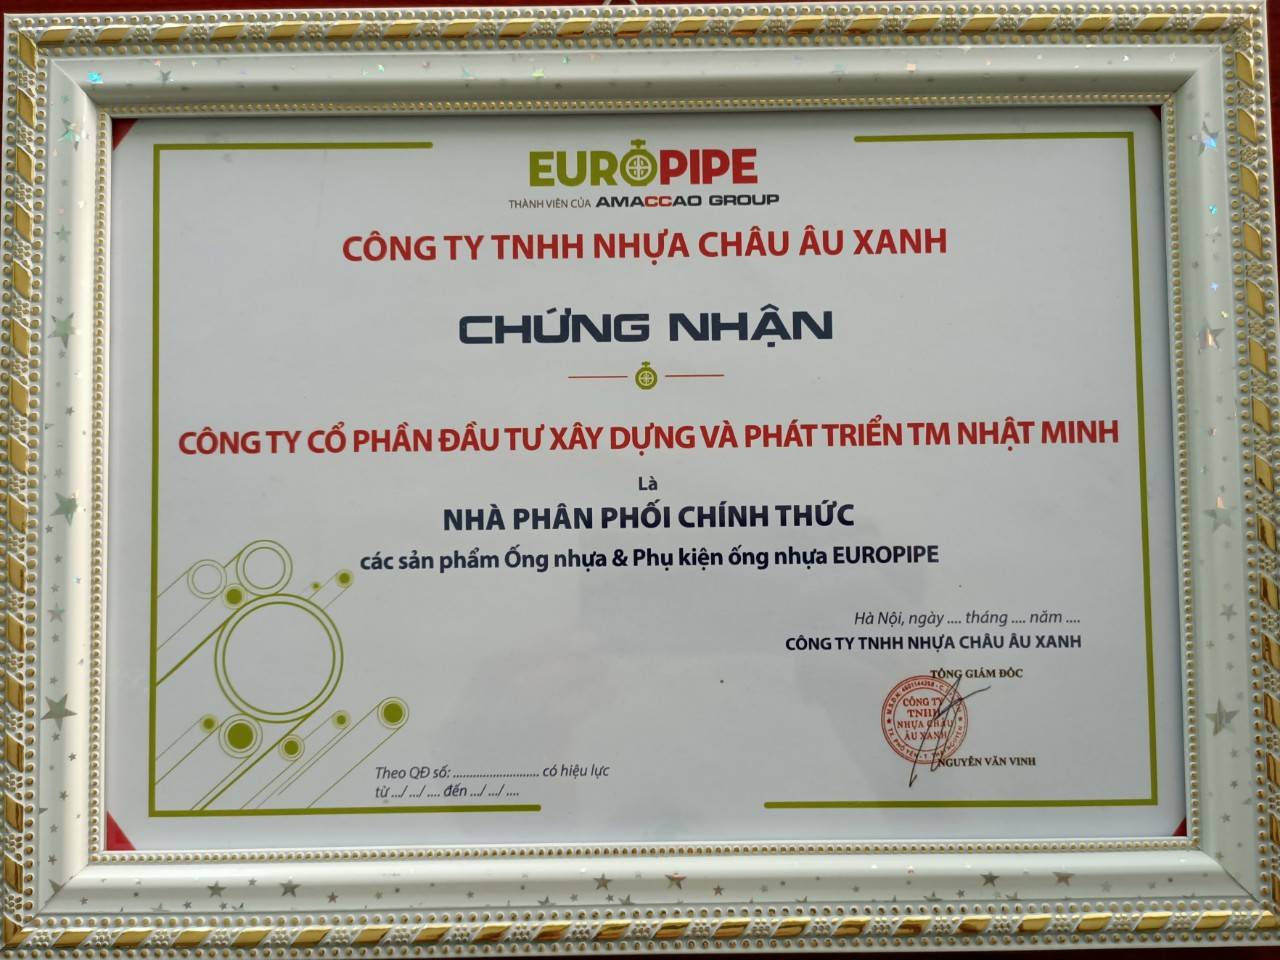 EUROPIPE
THÀNH VIÊN CỦA AMACCAO GROUP
CÔNG TY TNHH NHỰA CHÂU ÂU XANH
CHỨNG NHẬN
CÔNG TY CỔ PHẦN ĐẦU TƯ XÂY DỰNG VÀ PHÁT TRIỂN TM NHẬT MINH
Là
NHÀ PHÂN PHỐI CHÍNH THỨC
các sản phẩm Ống nhựa & Phụ kiện ống nhựa EUROPIPE
Hà Nội, ngày .... tháng .... năm ....
CÔNG TY TNHH NHỰA CHÂU ÂU XANH
TỔNG GIÁM ĐỐC
CÔNG TY
TNHH
NHỰA CHÂU
ÂU XANH
NGUYỄN VĂN VINH
Theo QĐ số: .......................... có hiệu lực
từ .../ .../ .... đến .../ .../ ....